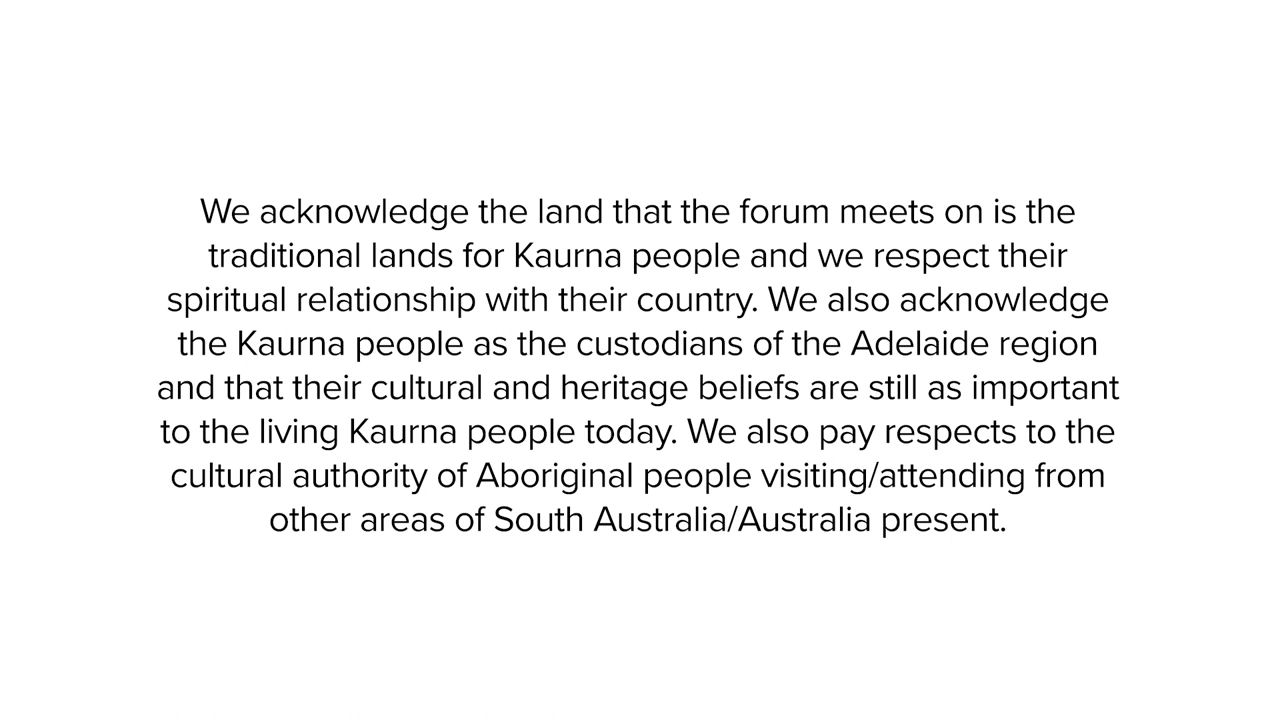 We acknowledge the land that the forum meets on is the
traditional lands for Kaurna people and we respect their
spiritual relationship with their country. We also acknowledge
the Kaurna people as the custodians of the Adelaide region
and that their cultural and heritage beliefs are still as important
to the living Kaurna people today. We also pay respects to the
cultural authority of Aboriginal people visiting/attending from
other areas of South Australia/Australia present.